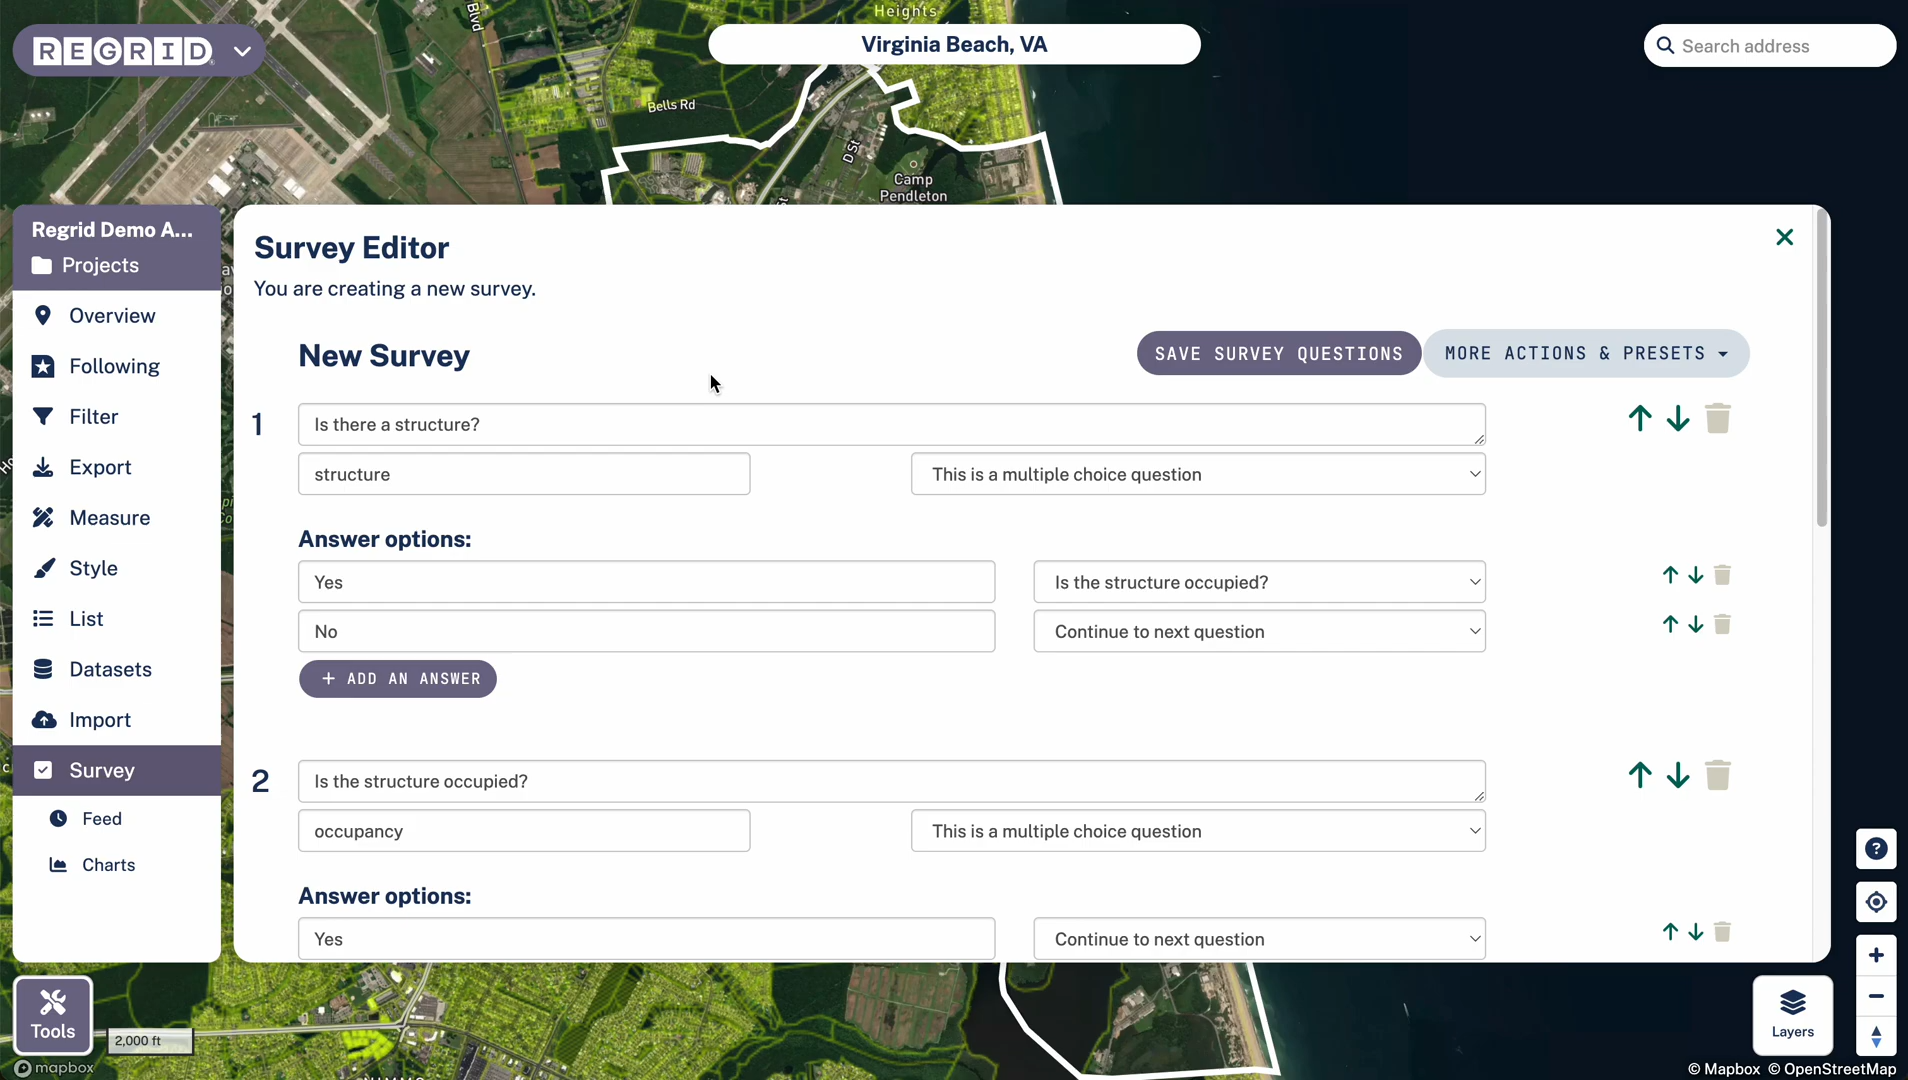 Heights
Blvd
REGRID
Virginia Beach, VA
Search address
Bells Rd
D St
Camp
Pendleton
Regrid Demo A...
Projects
Overview
Following
Filter
Export
Measure
Style
List
Datasets
Import
Survey
Feed
Charts
Survey Editor
You are creating a new survey.
New Survey
SAVE SURVEY QUESTIONS
MORE ACTIONS & PRESETS
1
Is there a structure?
structure
This is a multiple choice question
Answer options:
Yes
Is the structure occupied?
No
Continue to next question
+ ADD AN ANSWER
2
Is the structure occupied?
occupancy
This is a multiple choice question
Answer options:
Yes
Continue to next question
Tools
2,000 ft
mapbox
?
+
−
Layers
© Mapbox © OpenStreetMap